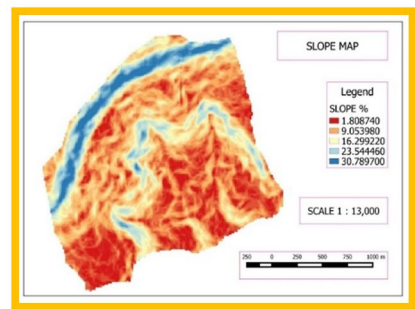 SLOPE MAP
Legend
SLOPE %
1.808740
9.053980
16.299220
23.544460
30.789700
SCALE 1 : 13,000
250 0 250 500 750 1000 m